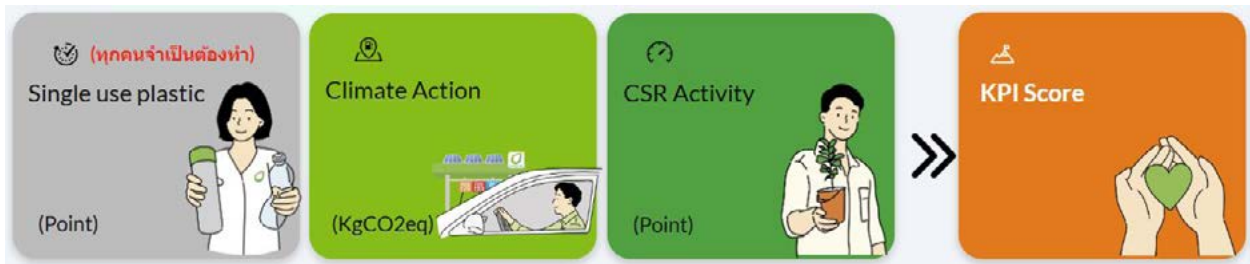 (ทุกคนจำเป็นต้องทำ)
Single use plastic
(Point)
Climate Action
(KgCO2eq)
CSR Activity
(Point)
KPI Score